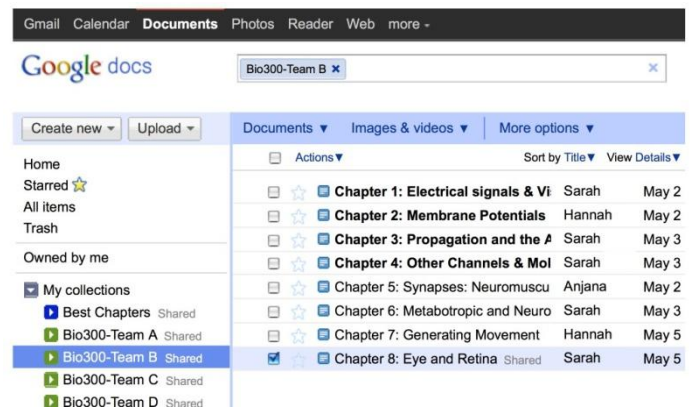 Gmail Calendar Documents Photos Reader Web more
Google docs
Bio300-Team B
Create new Upload
Documents Images & videos More options
Actions Sort by Title View Details
Home
Starred
All items
Trash
Owned by me
My collections
Best Chapters Shared
Bio300-Team A Shared
Bio300-Team B Shared
Bio300-Team C Shared
Bio300-Team D Shared
Chapter 1: Electrical signals & Vi Sarah May 2
Chapter 2: Membrane Potentials Hannah May 2
Chapter 3: Propagation and the A Sarah May 3
Chapter 4: Other Channels & Mol Sarah May 3
Chapter 5: Synapses: Neuromuscu Anjana May 2
Chapter 6: Metabotropic and Neuro Sarah May 3
Chapter 7: Generating Movement Hannah May 5
Chapter 8: Eye and Retina Shared Sarah May 5